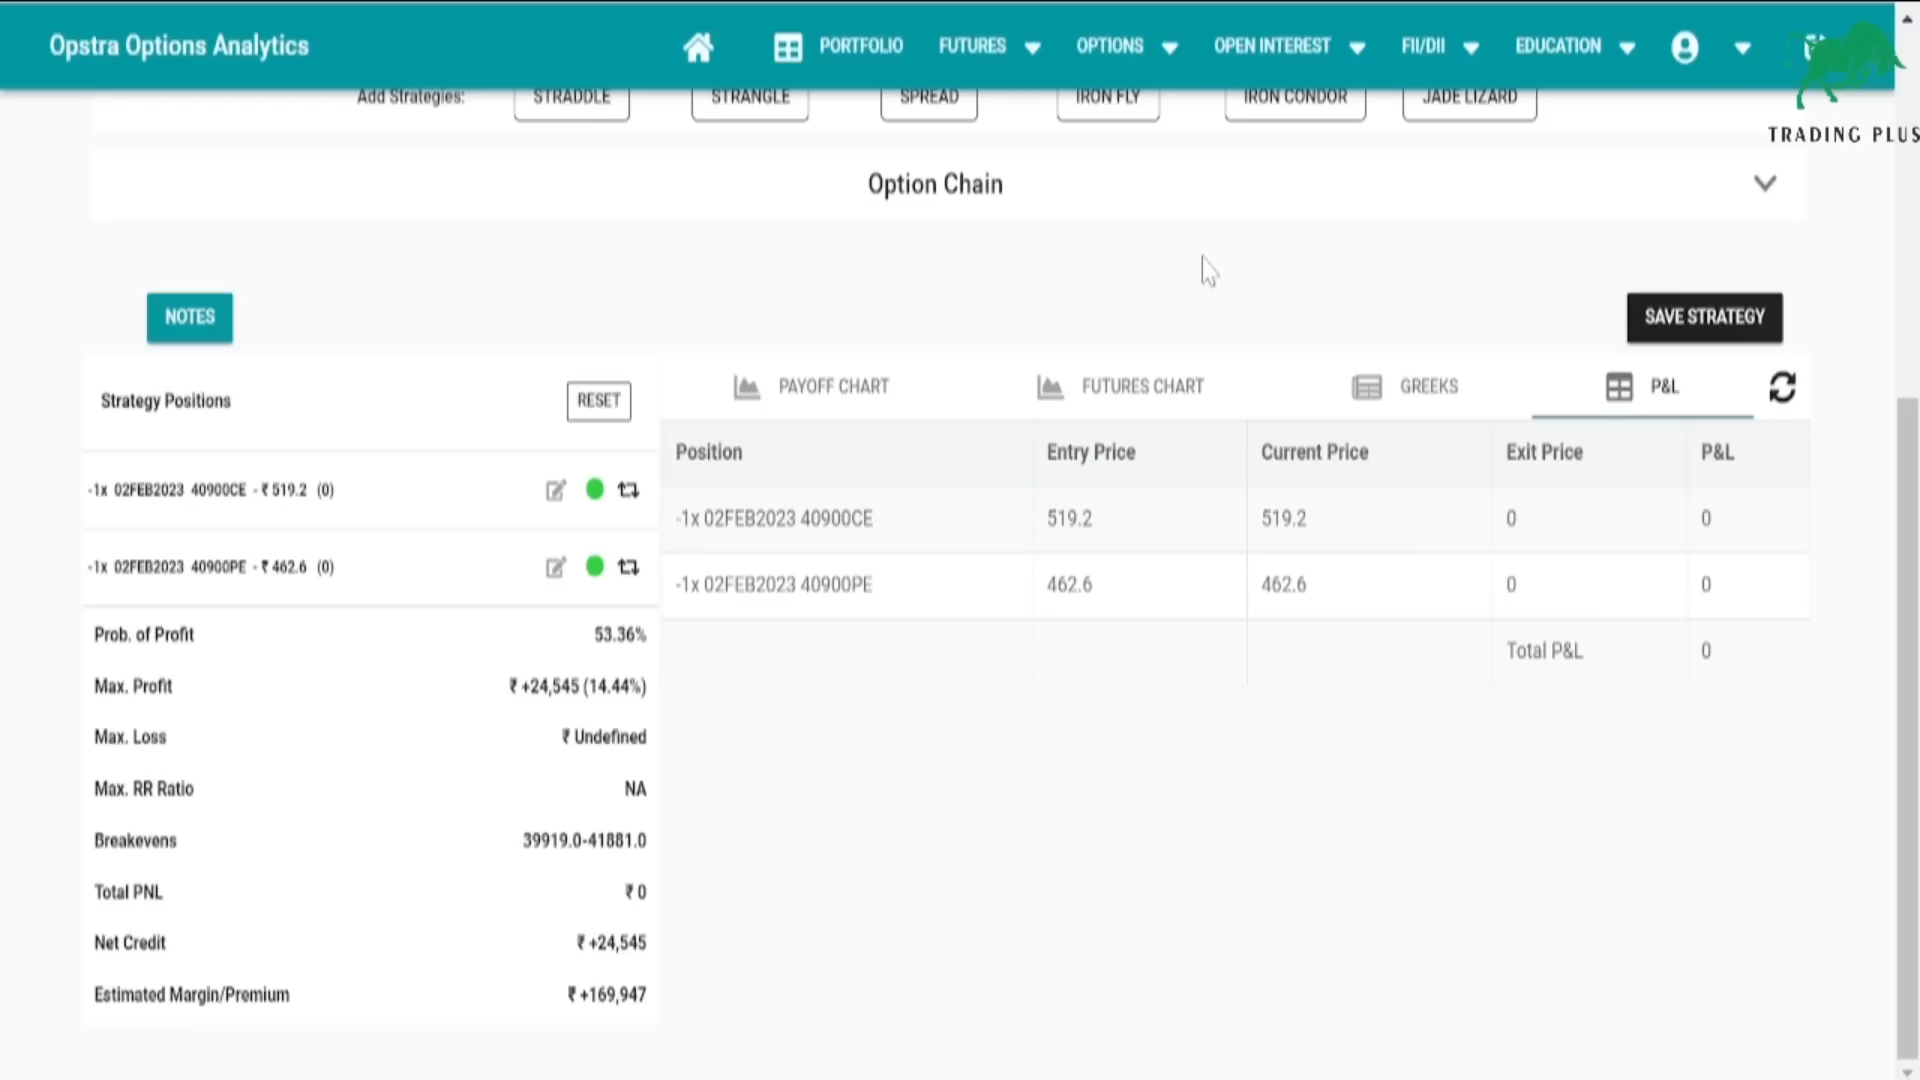 Opstra Options Analytics
PORTFOLIO
FUTURES
OPTIONS
OPEN INTEREST
FII/DII
EDUCATION
TRADING PLUS
Add Strategies:
STRADDLE
STRANGLE
SPREAD
IRON FLY
IRON CONDOR
JADE LIZARD
Option Chain
NOTES
SAVE STRATEGY
Strategy Positions
RESET
-1x 02FEB2023 40900CE - ₹ 519.2 (0)
-1x 02FEB2023 40900PE - ₹ 462.6 (0)
Prob. of Profit 53.36%
Max. Profit ₹ +24,545 (14.44%)
Max. Loss ₹ Undefined
Max. RR Ratio NA
Breakevens 39919.0-41881.0
Total PNL ₹ 0
Net Credit ₹ +24,545
Estimated Margin/Premium ₹ +169,947
PAYOFF CHART
FUTURES CHART
GREEKS
P&L
Position Entry Price Current Price Exit Price P&L
-1x 02FEB2023 40900CE 519.2 519.2 0 0
-1x 02FEB2023 40900PE 462.6 462.6 0 0
Total P&L 0